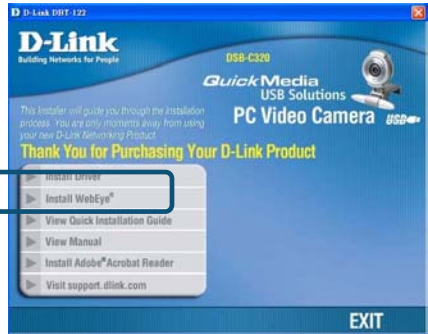 D-Link DBT-122
D-Link
Building Networks for People
DSB-C320
QuickMedia
USB Solutions
PC Video Camera
USB
This Installer will guide you through the installation
process. You are only moments away from using
your new D-Link Networking Product
Thank You for Purchasing Your D-Link Product
Install Driver
Install WebEye®
View Quick Installation Guide
View Manual
Install Adobe® Acrobat Reader
Visit support.dlink.com
EXIT